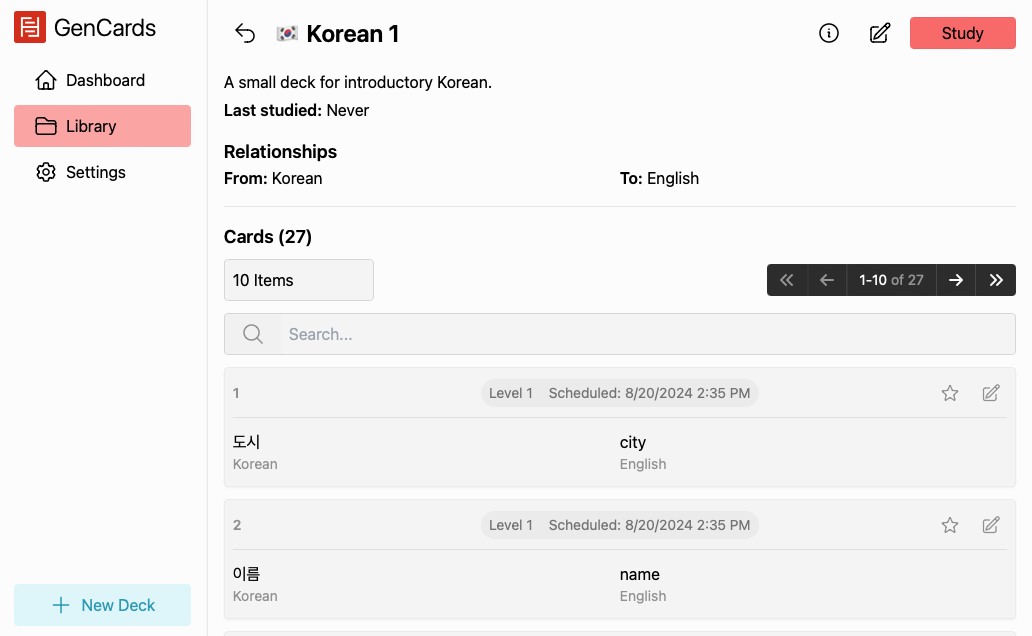 GenCards
Dashboard
Library
Settings
New Deck
🇰🇷 Korean 1
Study
A small deck for introductory Korean.
Last studied: Never
Relationships
From: Korean
To: English
Cards (27)
10 Items
1-10 of 27
Search...
1
Level 1 Scheduled: 8/20/2024 2:35 PM
도시
Korean
city
English
2
Level 1 Scheduled: 8/20/2024 2:35 PM
이름
Korean
name
English